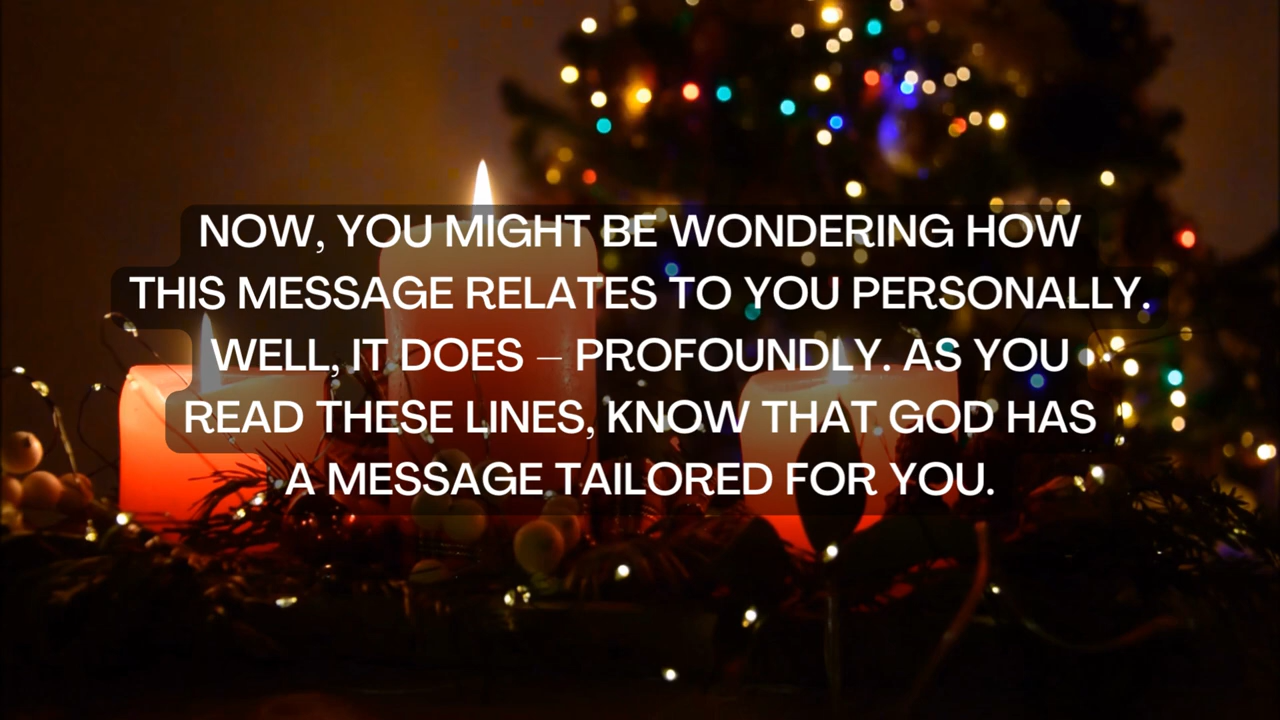 NOW, YOU MIGHT BE WONDERING HOW
THIS MESSAGE RELATES TO YOU PERSONALLY.
WELL, IT DOES – PROFOUNDLY. AS YOU
READ THESE LINES, KNOW THAT GOD HAS
A MESSAGE TAILORED FOR YOU.